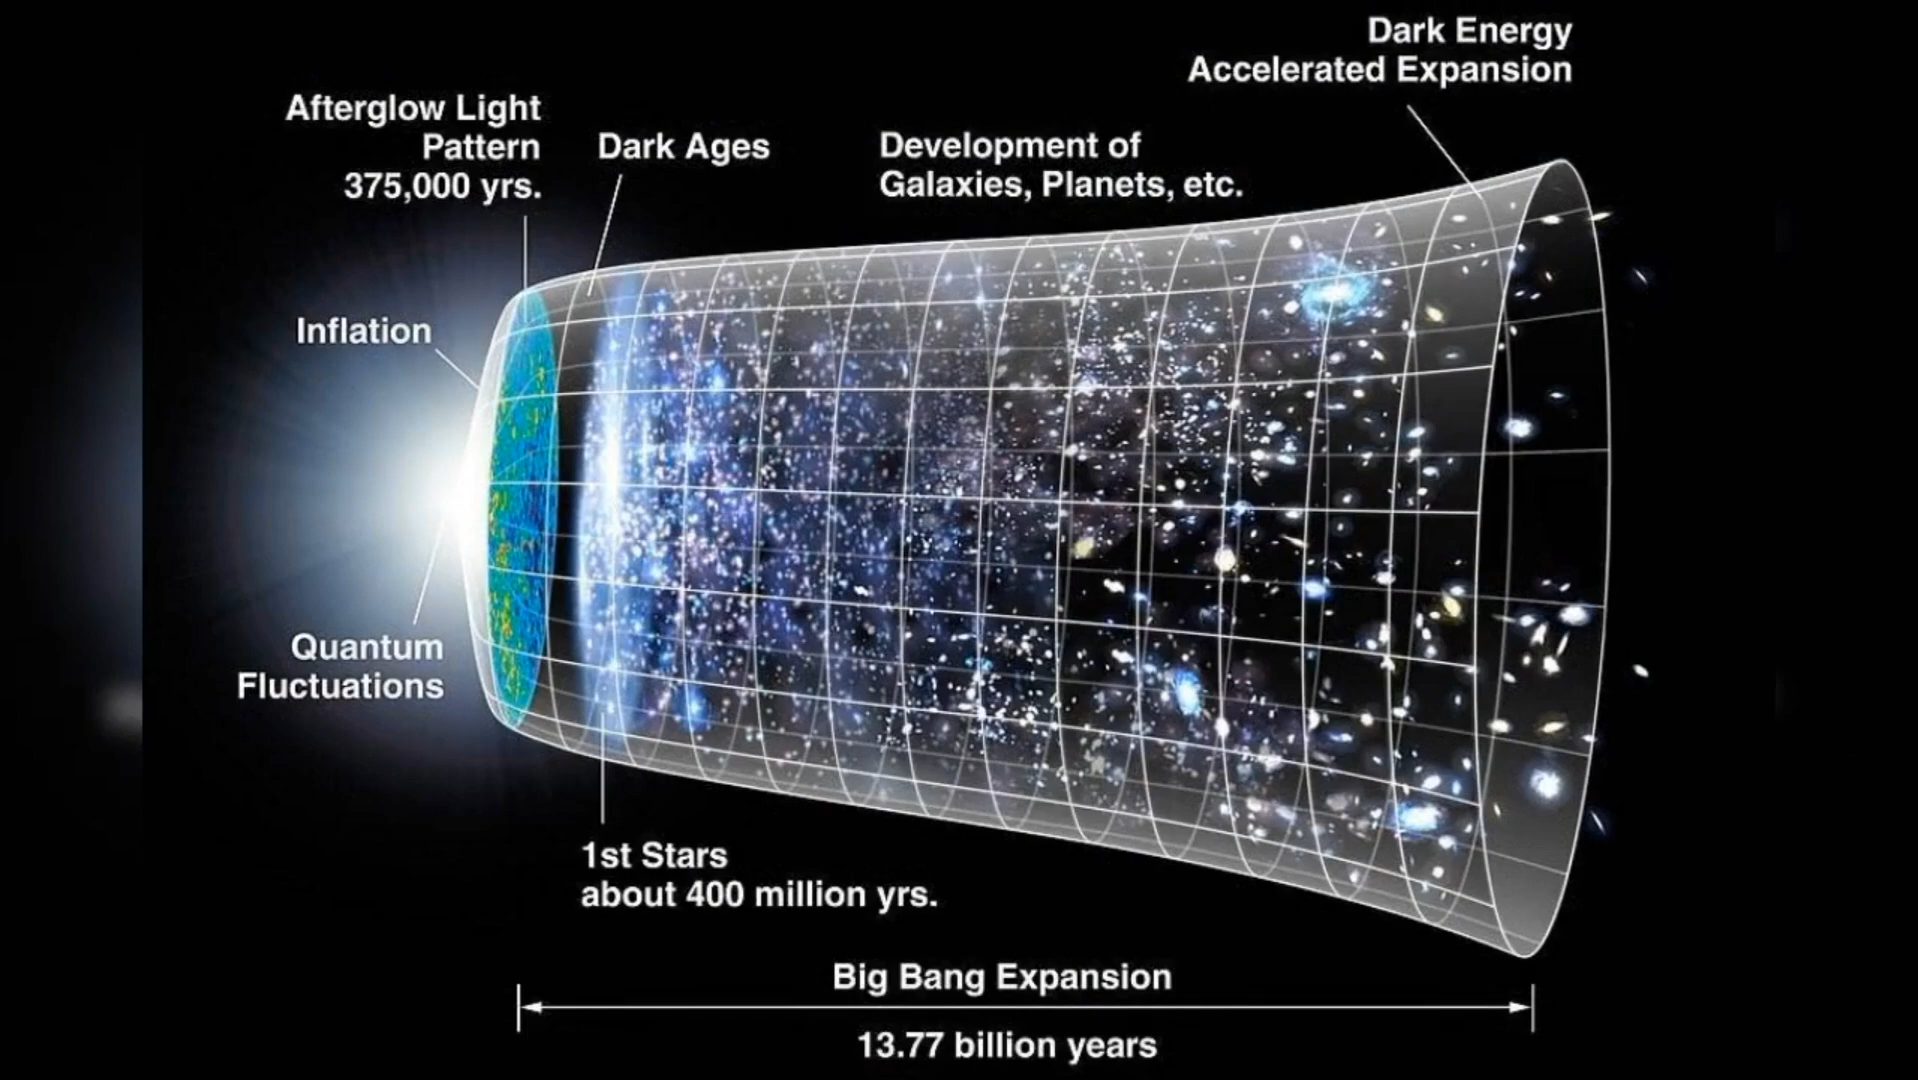 Dark Energy
Accelerated Expansion
Afterglow Light
Pattern
375,000 yrs.
Dark Ages
Development of
Galaxies, Planets, etc.
Inflation
Quantum
Fluctuations
1st Stars
about 400 million yrs.
Big Bang Expansion
13.77 billion years